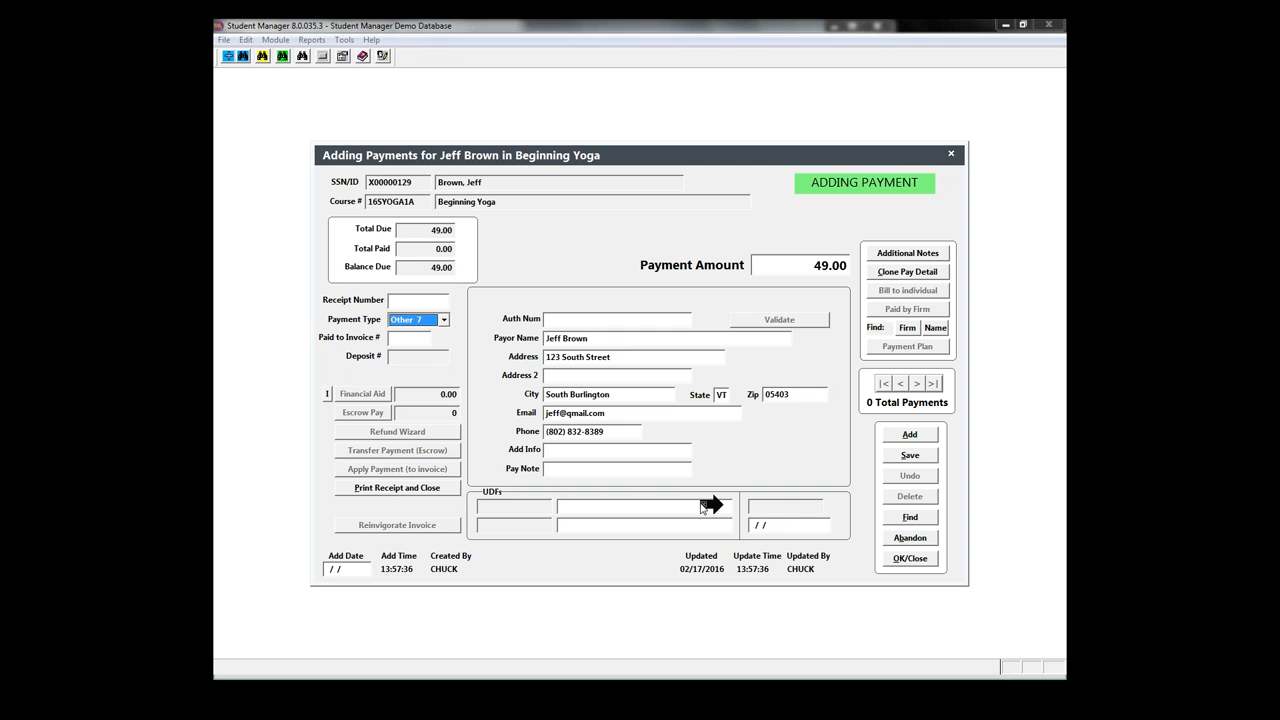 Student Manager 8.0.035.3 - Student Manager Demo Database
File Edit Module Reports Tools Help
Adding Payments for Jeff Brown in Beginning Yoga
SSN/ID X00000129 Brown, Jeff
ADDING PAYMENT
Course # 16SYOGA1A Beginning Yoga
Total Due 49.00
Total Paid 0.00
Balance Due 49.00
Payment Amount 49.00
Receipt Number
Payment Type Other 7
Paid to Invoice #
Deposit #
I Financial Aid 0.00
Escrow Pay 0
Refund Wizard
Transfer Payment (Escrow)
Apply Payment (to invoice)
Print Receipt and Close
Reinvigorate Invoice
Auth Num Validate
Payor Name Jeff Brown
Address 123 South Street
Address 2
City South Burlington State VT Zip 05403
Email jeff@qmail.com
Phone (802) 832-8389
Add Info
Pay Note
UDFs
/ /
Additional Notes
Clone Pay Detail
Bill to individual
Paid by Firm
Find: Firm Name
Payment Plan
|< < > >|
0 Total Payments
Add
Save
Undo
Delete
Find
Abandon
OK/Close
Add Date Add Time Created By Updated Update Time Updated By
/ / 13:57:36 CHUCK 02/17/2016 13:57:36 CHUCK